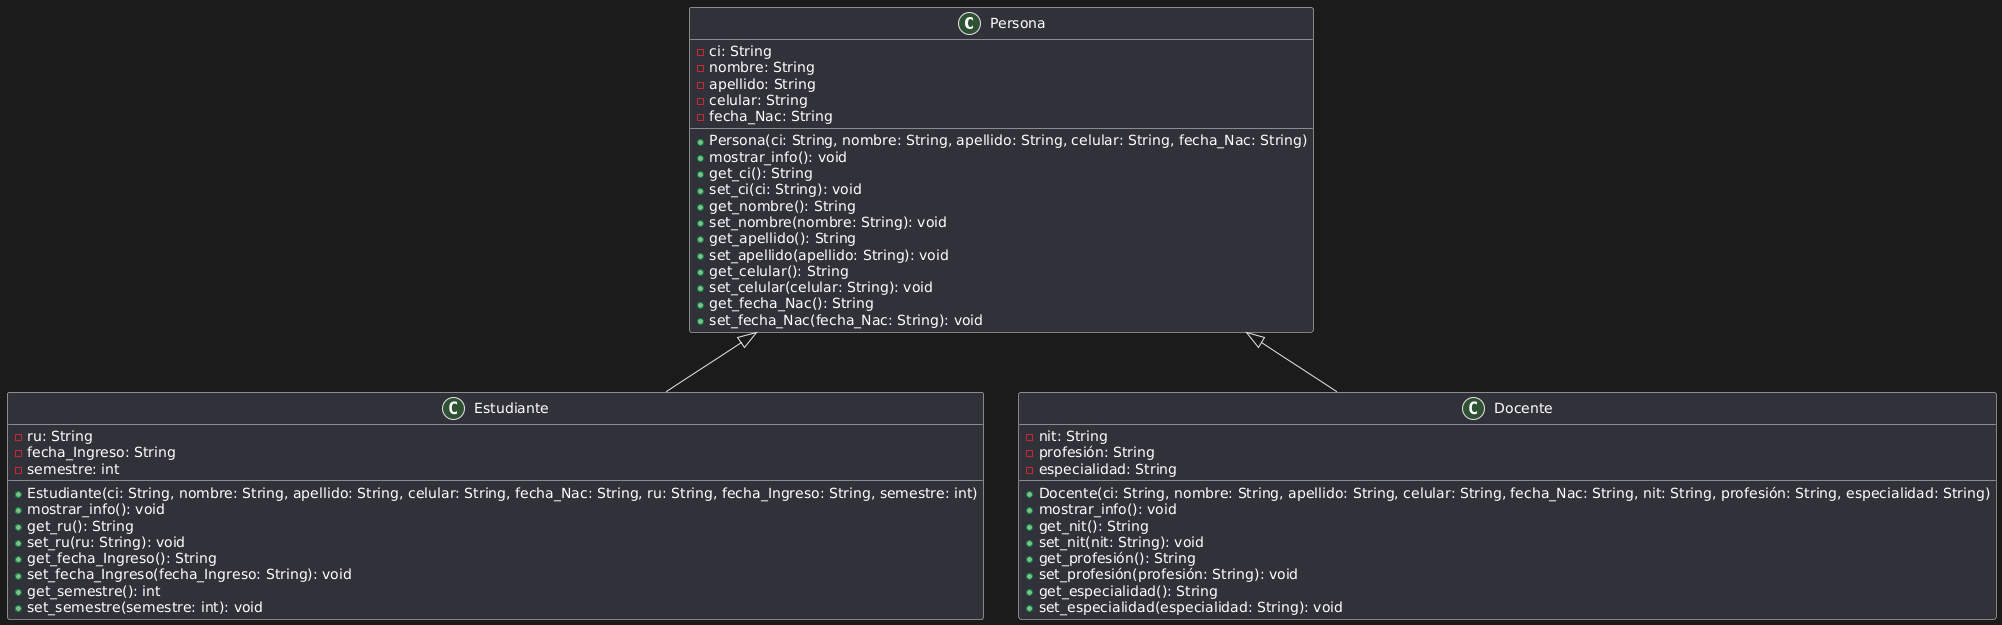 C Persona
ci: String
nombre: String
apellido: String
celular: String
fecha_Nac: String
Persona(ci: String, nombre: String, apellido: String, celular: String, fecha_Nac: String)
mostrar_info(): void
get_ci(): String
set_ci(ci: String): void
get_nombre(): String
set_nombre(nombre: String): void
get_apellido(): String
set_apellido(apellido: String): void
get_celular(): String
set_celular(celular: String): void
get_fecha_Nac(): String
set_fecha_Nac(fecha_Nac: String): void
C Estudiante
ru: String
fecha_Ingreso: String
semestre: int
Estudiante(ci: String, nombre: String, apellido: String, celular: String, fecha_Nac: String, ru: String, fecha_Ingreso: String, semestre: int)
mostrar_info(): void
get_ru(): String
set_ru(ru: String): void
get_fecha_Ingreso(): String
set_fecha_Ingreso(fecha_Ingreso: String): void
get_semestre(): int
set_semestre(semestre: int): void
C Docente
nit: String
profesión: String
especialidad: String
Docente(ci: String, nombre: String, apellido: String, celular: String, fecha_Nac: String, nit: String, profesión: String, especialidad: String)
mostrar_info(): void
get_nit(): String
set_nit(nit: String): void
get_profesión(): String
set_profesión(profesión: String): void
get_especialidad(): String
set_especialidad(especialidad: String): void